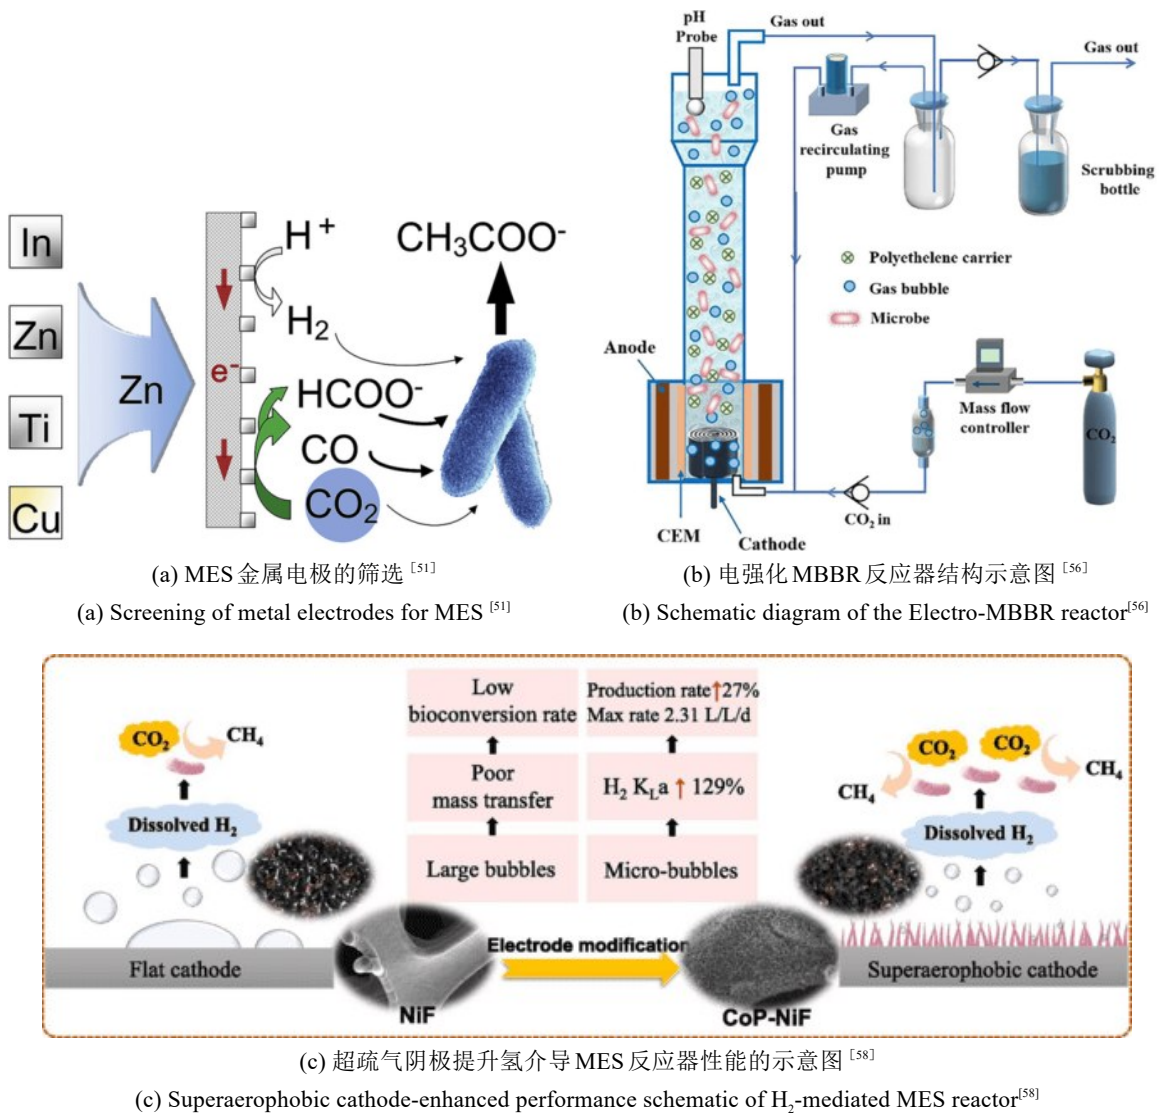 In
Zn
Ti
Cu
Zn
e⁻
H⁺
H₂
HCOO⁻
CO
CO₂
CH₃COO⁻
(a) MES金属电极的筛选[51]
(a) Screening of metal electrodes for MES [51]
pH
Probe
Gas out
Gas out
Gas
recirculating
pump
Scrubbing
bottle
Polyethelene carrier
Gas bubble
Microbe
Anode
Mass flow
controller
CO₂
CO₂ in
CEM
Cathode
(b) 电强化MBBR反应器结构示意图[56]
(b) Schematic diagram of the Electro-MBBR reactor[56]
CO₂
CH₄
Dissolved H₂
Flat cathode
Low
bioconversion rate
Poor
mass transfer
Large bubbles
Production rate↑27%
Max rate 2.31 L/L/d
H₂ K_La ↑ 129%
Micro-bubbles
NiF
Electrode modification
CoP-NiF
CO₂
CO₂
CH₄
CH₄
Dissolved H₂
Superaerophobic cathode
(c) 超疏气阴极提升氢介导MES反应器性能的示意图[58]
(c) Superaerophobic cathode-enhanced performance schematic of H₂-mediated MES reactor[58]